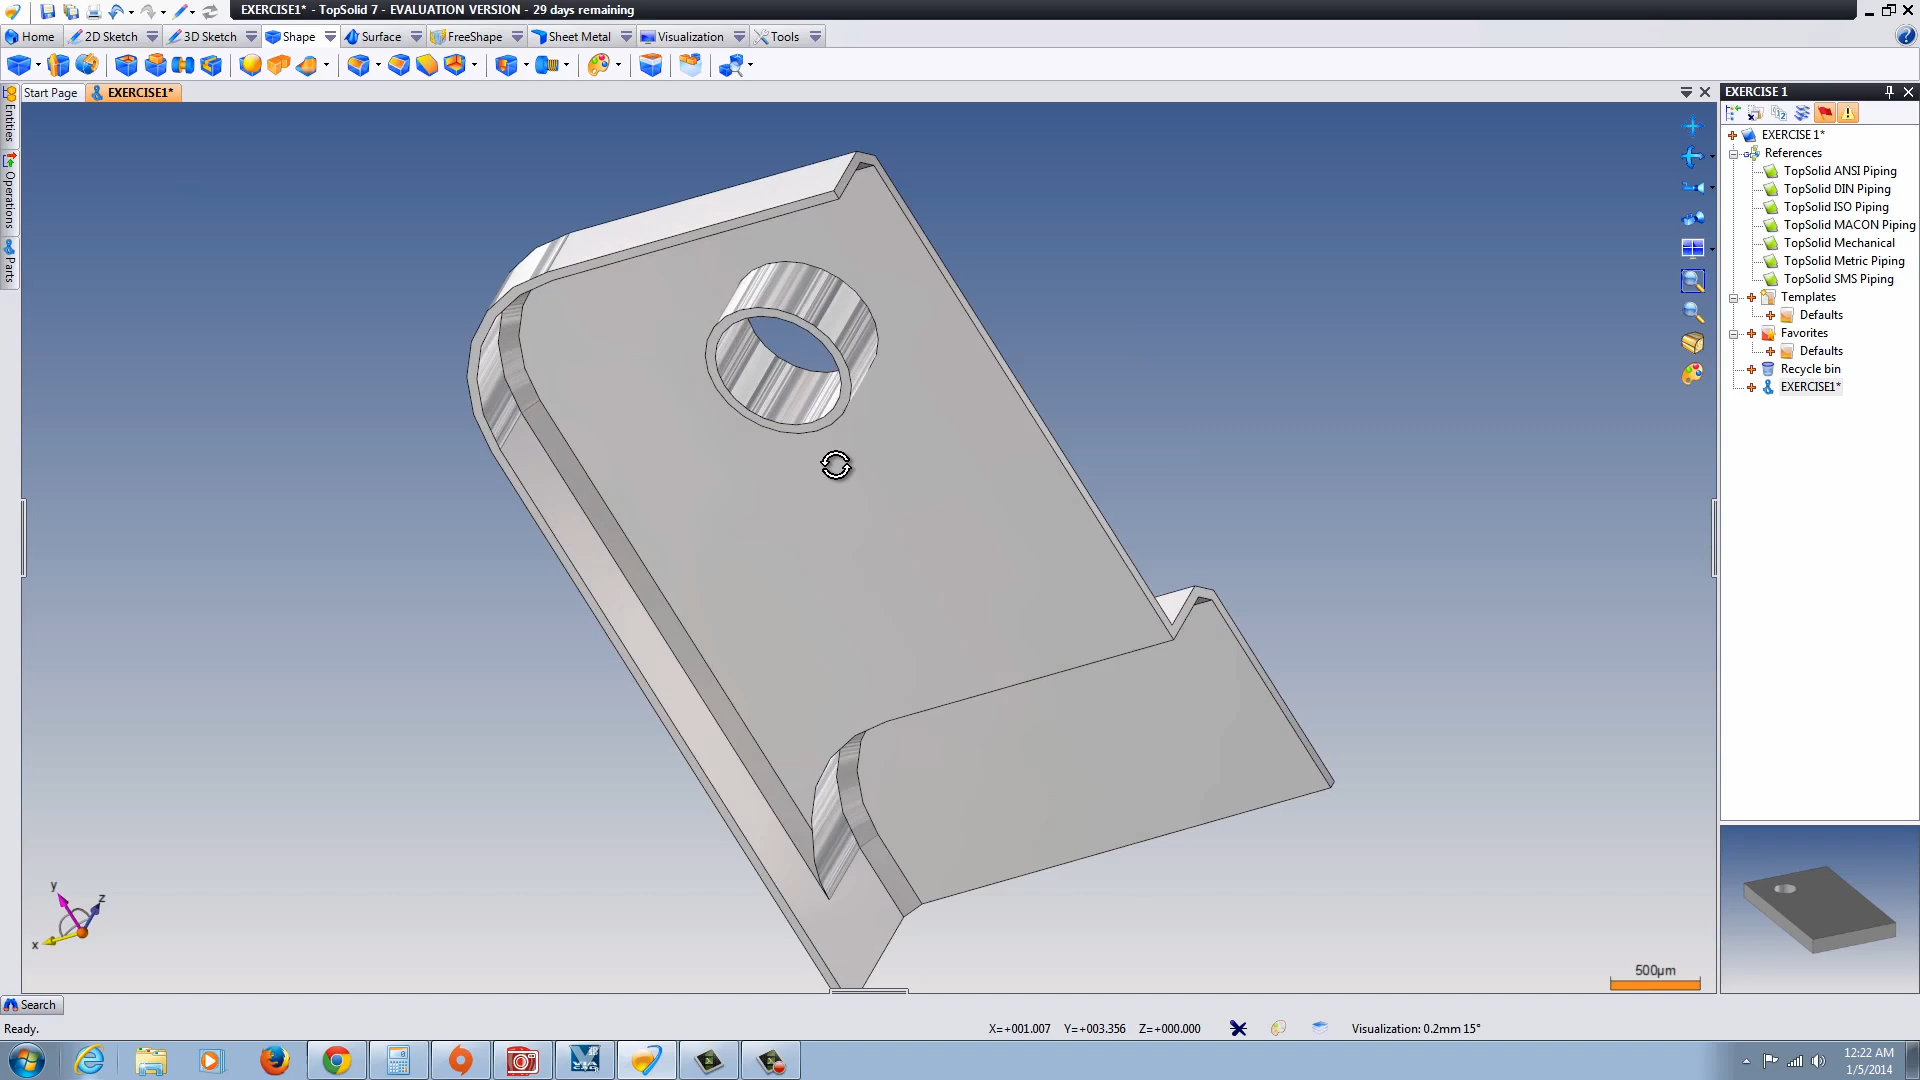 EXERCISE1* - TopSolid 7 - EVALUATION VERSION - 29 days remaining
Home
2D Sketch
3D Sketch
Shape
Surface
FreeShape
Sheet Metal
Visualization
Tools
Start Page
EXERCISE1*
Entities
Operations
Parts
EXERCISE 1
EXERCISE 1*
References
TopSolid ANSI Piping
TopSolid DIN Piping
TopSolid ISO Piping
TopSolid MACON Piping
TopSolid Mechanical
TopSolid Metric Piping
TopSolid SMS Piping
Templates
Defaults
Favorites
Defaults
Recycle bin
EXERCISE1*
y
z
x
500µm
Search
Ready.
X=+001.007 Y=+003.356 Z=+000.000
Visualization: 0.2mm 15°
12:22 AM
1/5/2014